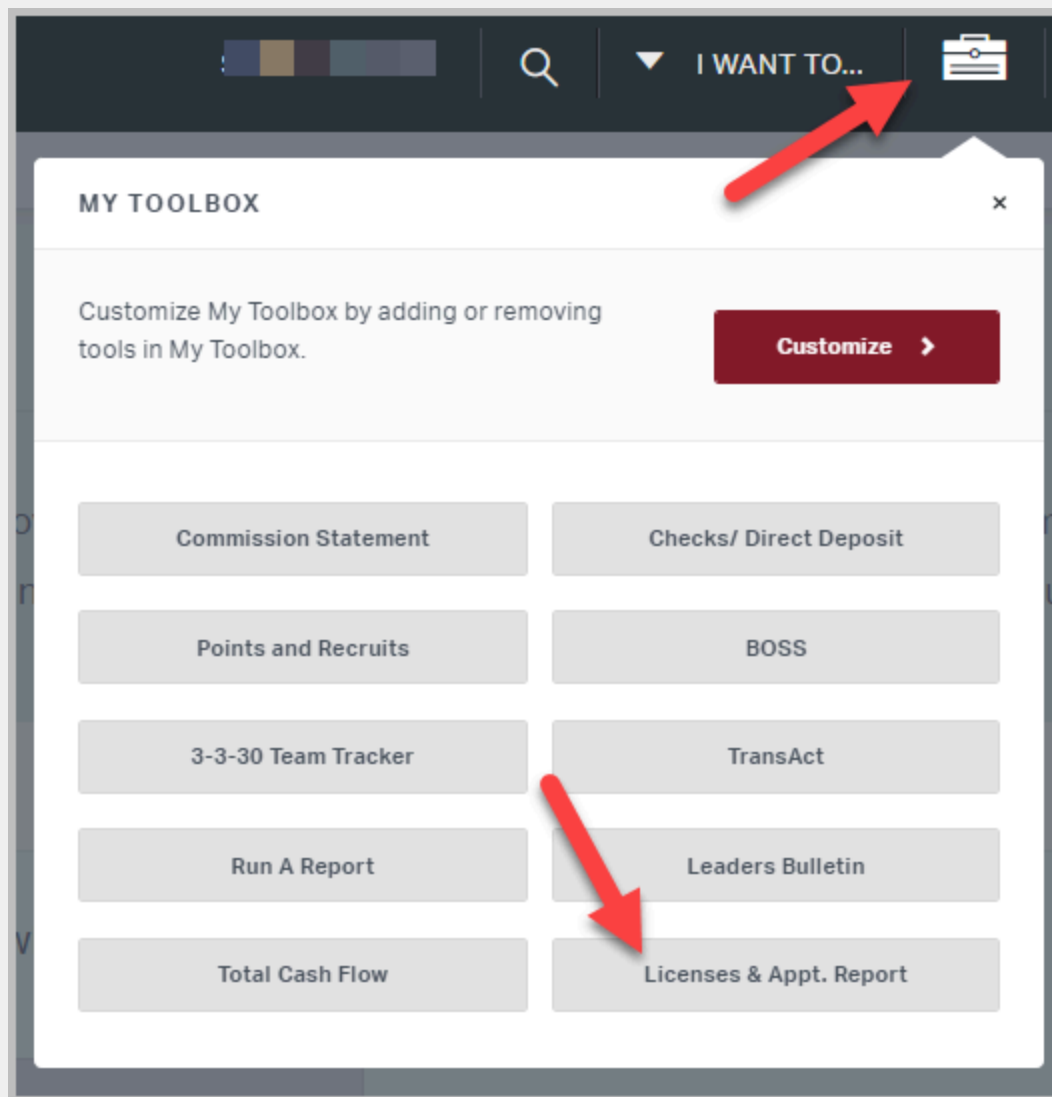 I WANT TO...
MY TOOLBOX
×
Customize My Toolbox by adding or removing
tools in My Toolbox.
Customize
Commission Statement
Checks/ Direct Deposit
Points and Recruits
BOSS
3-3-30 Team Tracker
TransAct
Run A Report
Leaders Bulletin
Total Cash Flow
Licenses & Appt. Report